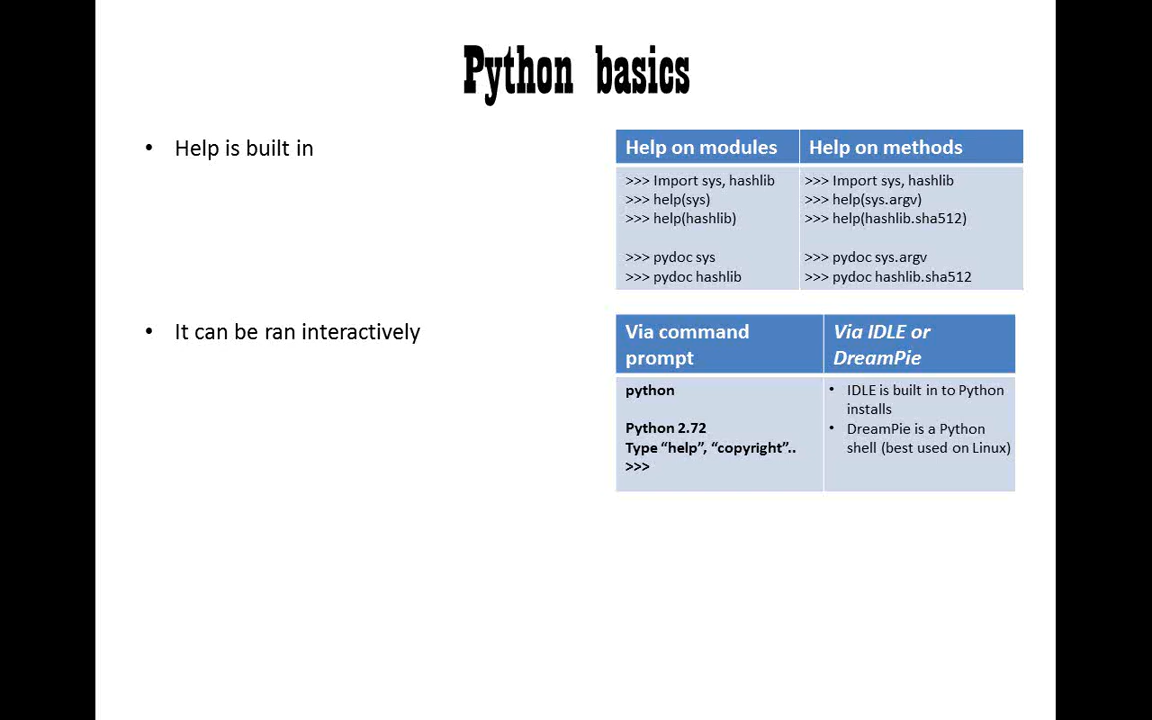 Python basics
• Help is built in
Help on modules
Help on methods
>>> Import sys, hashlib
>>> help(sys)
>>> help(hashlib)
>>> pydoc sys
>>> pydoc hashlib
>>> Import sys, hashlib
>>> help(sys.argv)
>>> help(hashlib.sha512)
>>> pydoc sys.argv
>>> pydoc hashlib.sha512
• It can be ran interactively
Via command
prompt
Via IDLE or
DreamPie
python
Python 2.72
Type “help”, “copyright”..
>>>
• IDLE is built in to Python
installs
• DreamPie is a Python
shell (best used on Linux)